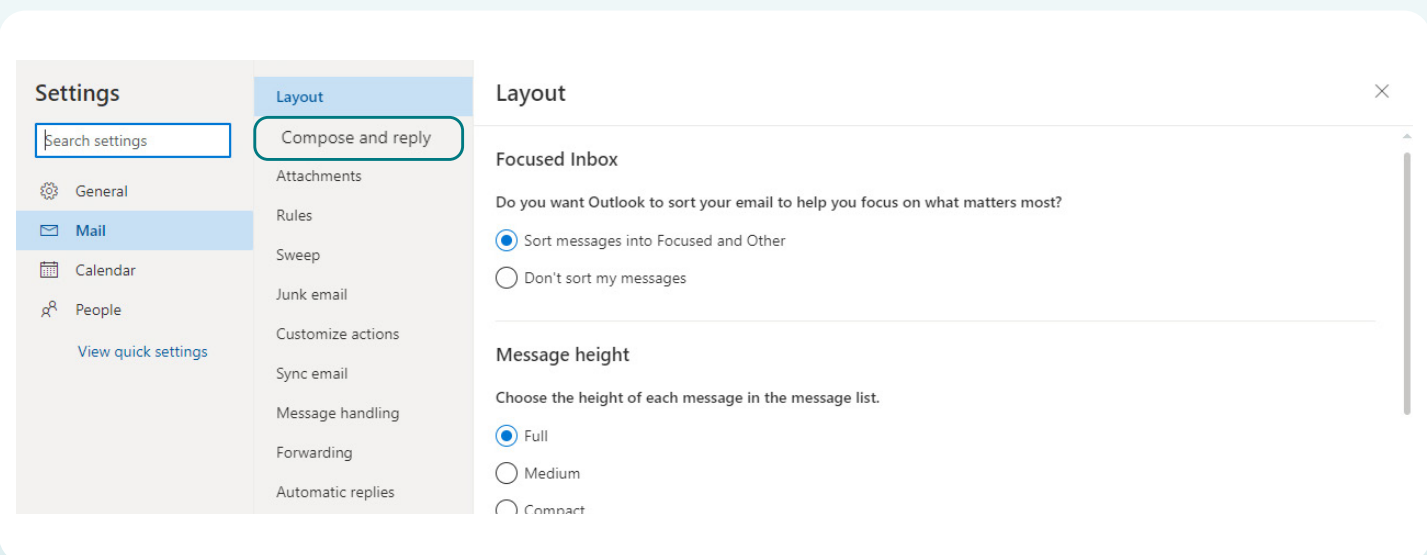 Settings
Search settings
General
Mail
Calendar
People
View quick settings
Layout
Compose and reply
Attachments
Rules
Sweep
Junk email
Customize actions
Sync email
Message handling
Forwarding
Automatic replies
Layout
Focused Inbox
Do you want Outlook to sort your email to help you focus on what matters most?
Sort messages into Focused and Other
Don't sort my messages
Message height
Choose the height of each message in the message list.
Full
Medium
Compact